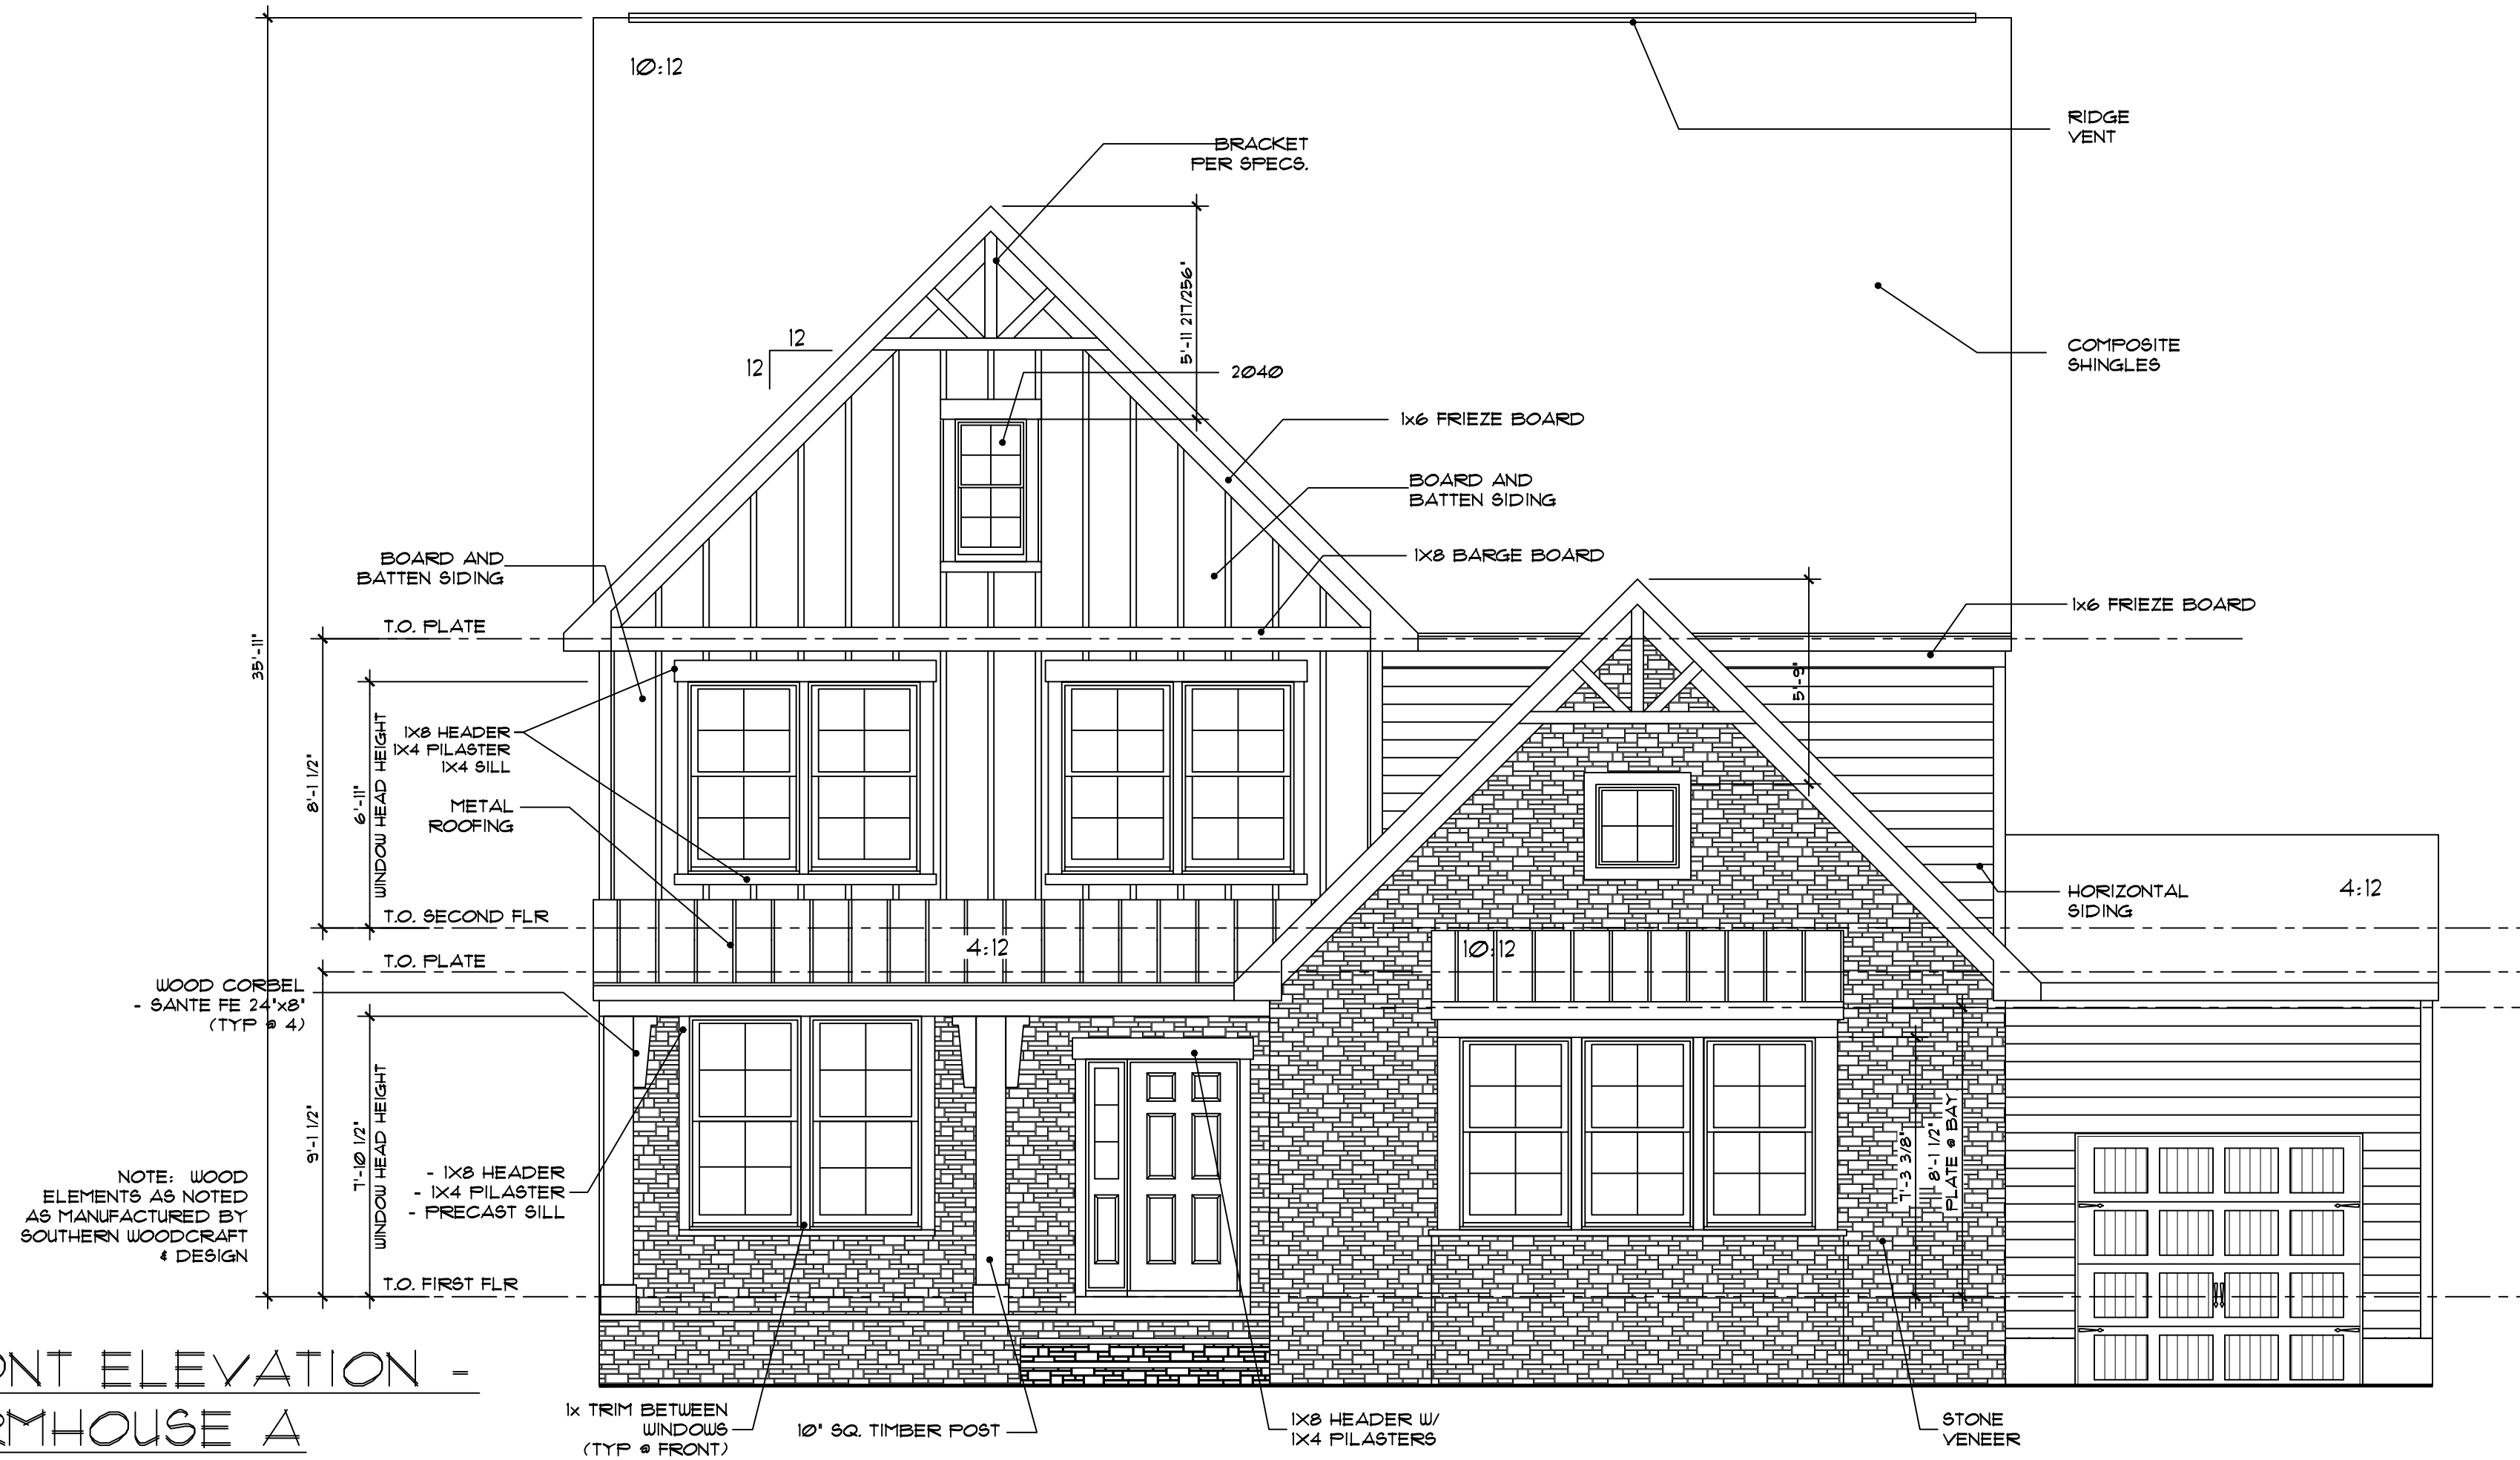 10:12
RIDGE
VENT
BRACKET
PER SPECS.
12
12
5'-11 217/256"
2040
COMPOSITE
SHINGLES
1x6 FRIEZE BOARD
BOARD AND
BATTEN SIDING
1X8 BARGE BOARD
BOARD AND
BATTEN SIDING
1x6 FRIEZE BOARD
T.O. PLATE
35'-11"
5'-9"
8'-1 1/2"
6'-11"
WINDOW HEAD HEIGHT
1X8 HEADER
1X4 PILASTER
1X4 SILL
METAL
ROOFING
HORIZONTAL
SIDING
4:12
T.O. SECOND FLR
4:12
10:12
T.O. PLATE
WOOD CORBEL
- SANTE FE 24"x8"
(TYP @ 4)
9'-1 1/2"
7'-10 1/2"
WINDOW HEAD HEIGHT
7'-3 3/8"
8'-1 1/2"
PLATE @ BAY
- 1X8 HEADER
- 1X4 PILASTER
- PRECAST SILL
NOTE: WOOD
ELEMENTS AS NOTED
AS MANUFACTURED BY
SOUTHERN WOODCRAFT
& DESIGN
T.O. FIRST FLR
ONT ELEVATION -
RMHOUSE A
1x TRIM BETWEEN
WINDOWS
(TYP @ FRONT)
10" SQ. TIMBER POST
1X8 HEADER W/
1X4 PILASTERS
STONE
VENEER